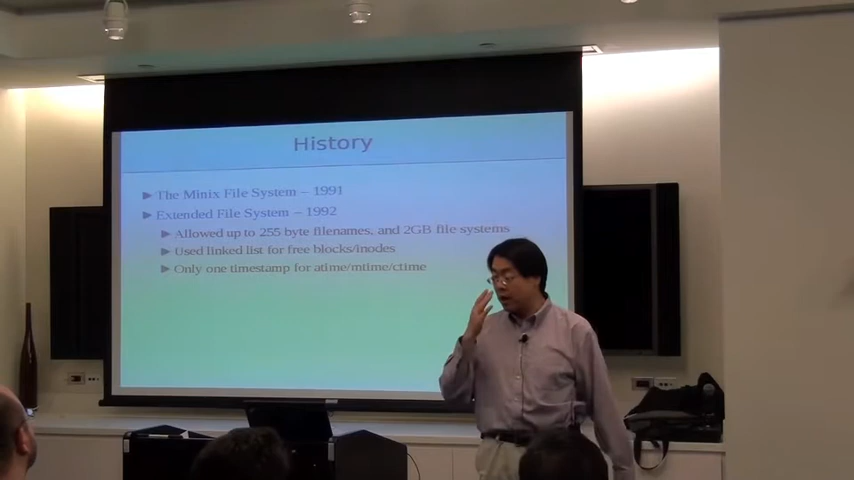 History
The Minix File System – 1991
Extended File System – 1992
Allowed up to 255 byte filenames, and 2GB file systems
Used linked list for free blocks/inodes
Only one timestamp for atime/mtime/ctime